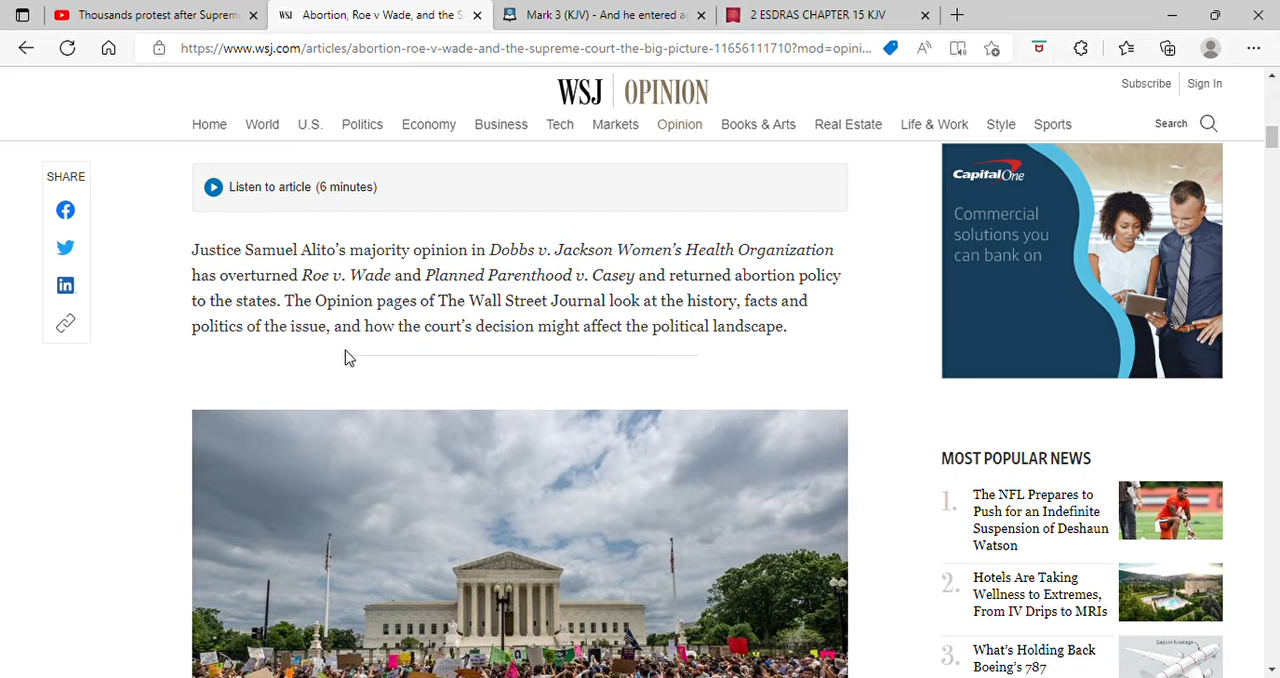 Thousands protest after Suprem
Abortion, Roe v Wade, and the S
Mark 3 (KJV) - And he entered a
2 ESDRAS CHAPTER 15 KJV
https://www.wsj.com/articles/abortion-roe-v-wade-and-the-supreme-court-the-big-picture-11656111710?mod=opini...
WSJ OPINION
Subscribe Sign In
Home World U.S. Politics Economy Business Tech Markets Opinion Books & Arts Real Estate Life & Work Style Sports
Search
SHARE
Listen to article (6 minutes)
Justice Samuel Alito's majority opinion in Dobbs v. Jackson Women's Health Organization
has overturned Roe v. Wade and Planned Parenthood v. Casey and returned abortion policy
to the states. The Opinion pages of The Wall Street Journal look at the history, facts and
politics of the issue, and how the court's decision might affect the political landscape.
Capital One
Commercial
solutions you
can bank on
MOST POPULAR NEWS
1. The NFL Prepares to
Push for an Indefinite
Suspension of Deshaun
Watson
2. Hotels Are Taking
Wellness to Extremes,
From IV Drips to MRIs
3. What's Holding Back
Boeing's 787